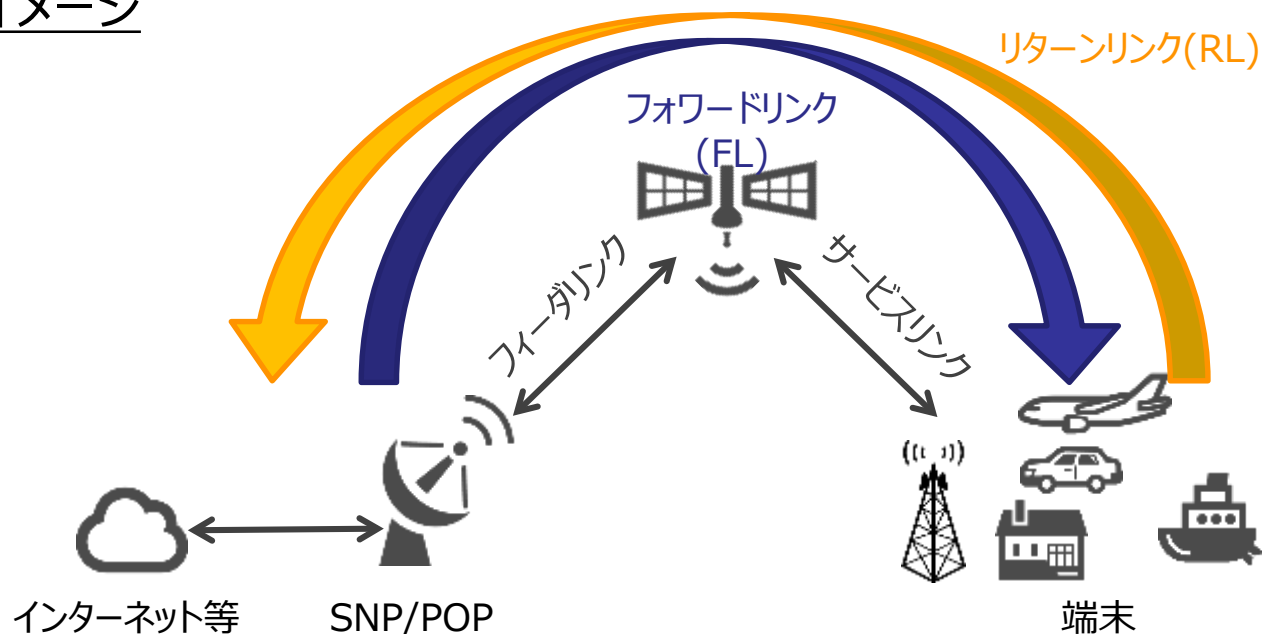 イメージ
リターンリンク(RL)
フォワードリンク
(FL)
フィーダリンク
サービスリンク
インターネット等
SNP/POP
端末